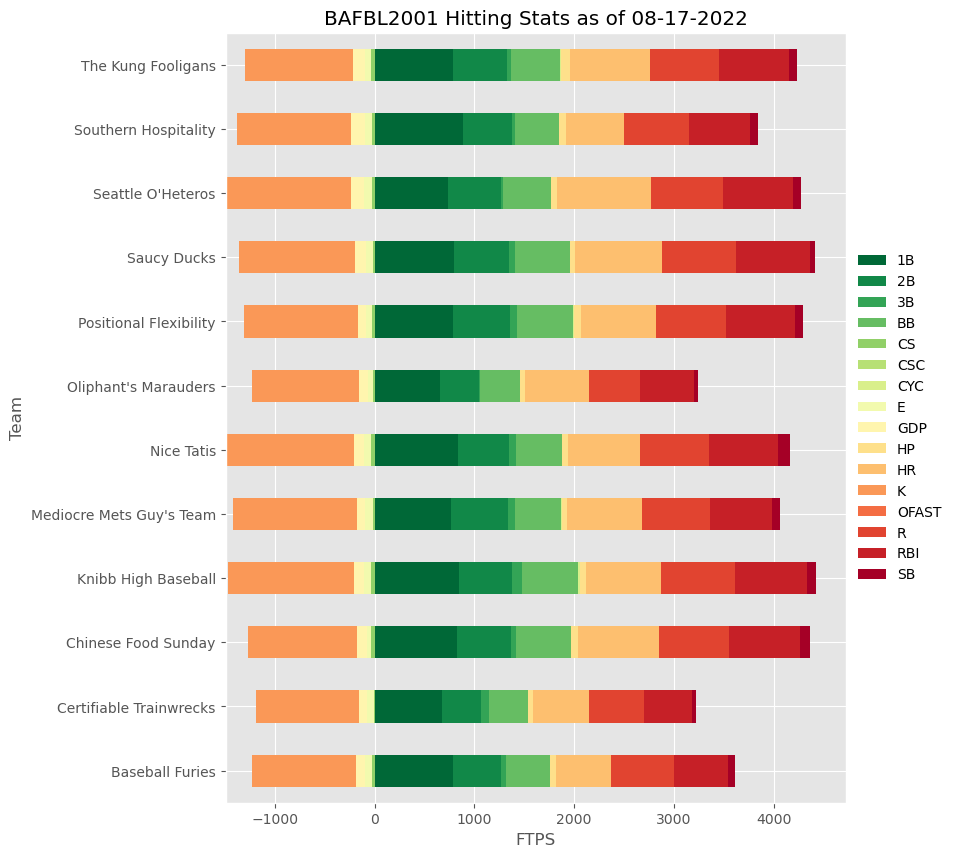 BAFBL2001 Hitting Stats as of 08-17-2022
Team
The Kung Fooligans
Southern Hospitality
Seattle O'Heteros
Saucy Ducks
Positional Flexibility
Oliphant's Marauders
Nice Tatis
Mediocre Mets Guy's Team
Knibb High Baseball
Chinese Food Sunday
Certifiable Trainwrecks
Baseball Furies
−1000
0
1000
2000
3000
4000
FTPS
1B
2B
3B
BB
CS
CSC
CYC
E
GDP
HP
HR
K
OFAST
R
RBI
SB